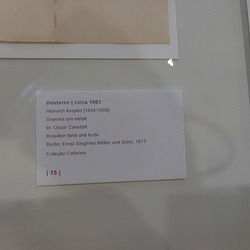 Desterro | circa 1861
Heinrich Kreplin [1834-1909]
Gravura em metal
In: Oscar Canstatt
Brasilien land und leute
Berlin: Ernst Siegfried Mittler und Sohn, 1877
Coleção Catarina
| 16 |